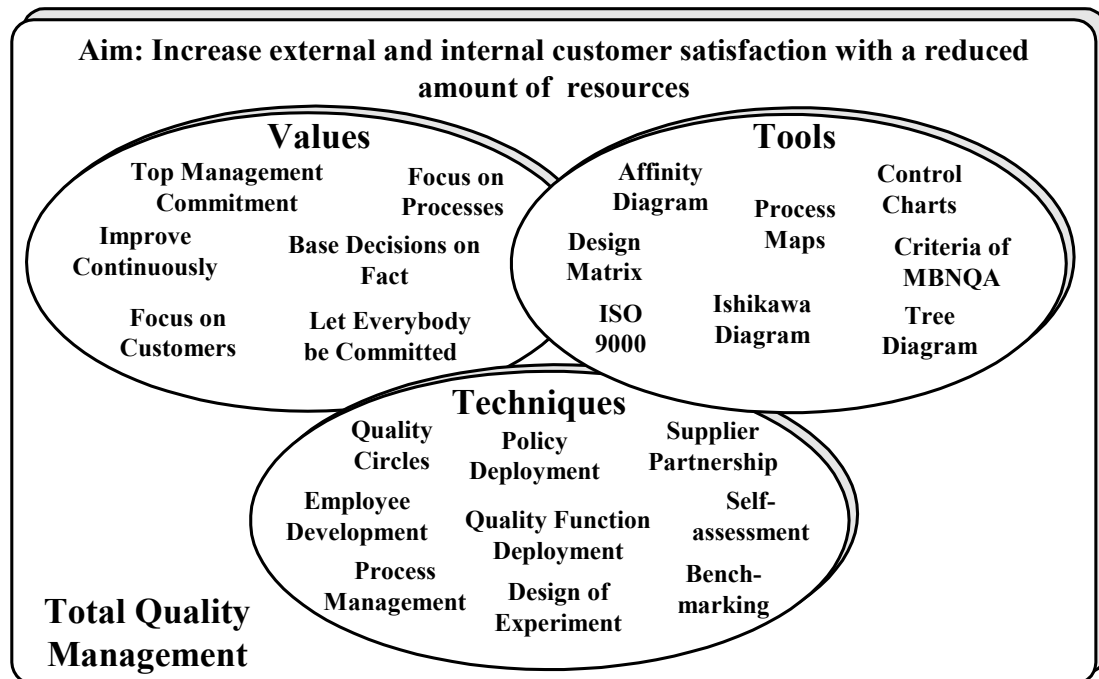 Aim: Increase external and internal customer satisfaction with a reduced
amount of resources
Values
Top Management
Commitment
Focus on
Processes
Improve
Continuously
Base Decisions on
Fact
Focus on
Customers
Let Everybody
be Committed
Tools
Affinity
Diagram
Process
Maps
Control
Charts
Design
Matrix
Criteria of
MBNQA
ISO
9000
Ishikawa
Diagram
Tree
Diagram
Techniques
Quality
Circles
Policy
Deployment
Supplier
Partnership
Employee
Development
Quality Function
Deployment
Self-
assessment
Process
Management
Design of
Experiment
Bench-
marking
Total Quality
Management